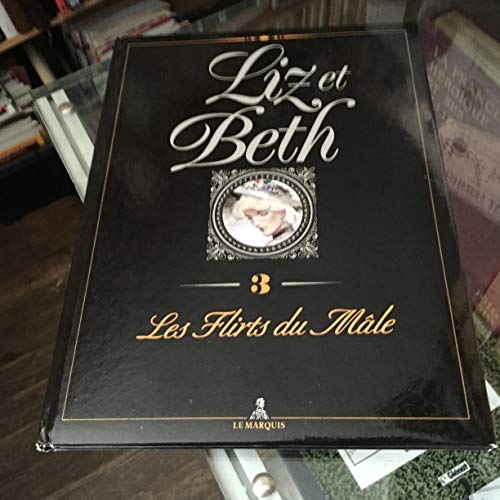 Liz et
Beth
3
Les Flirts du Mâle
LE MARQUIS